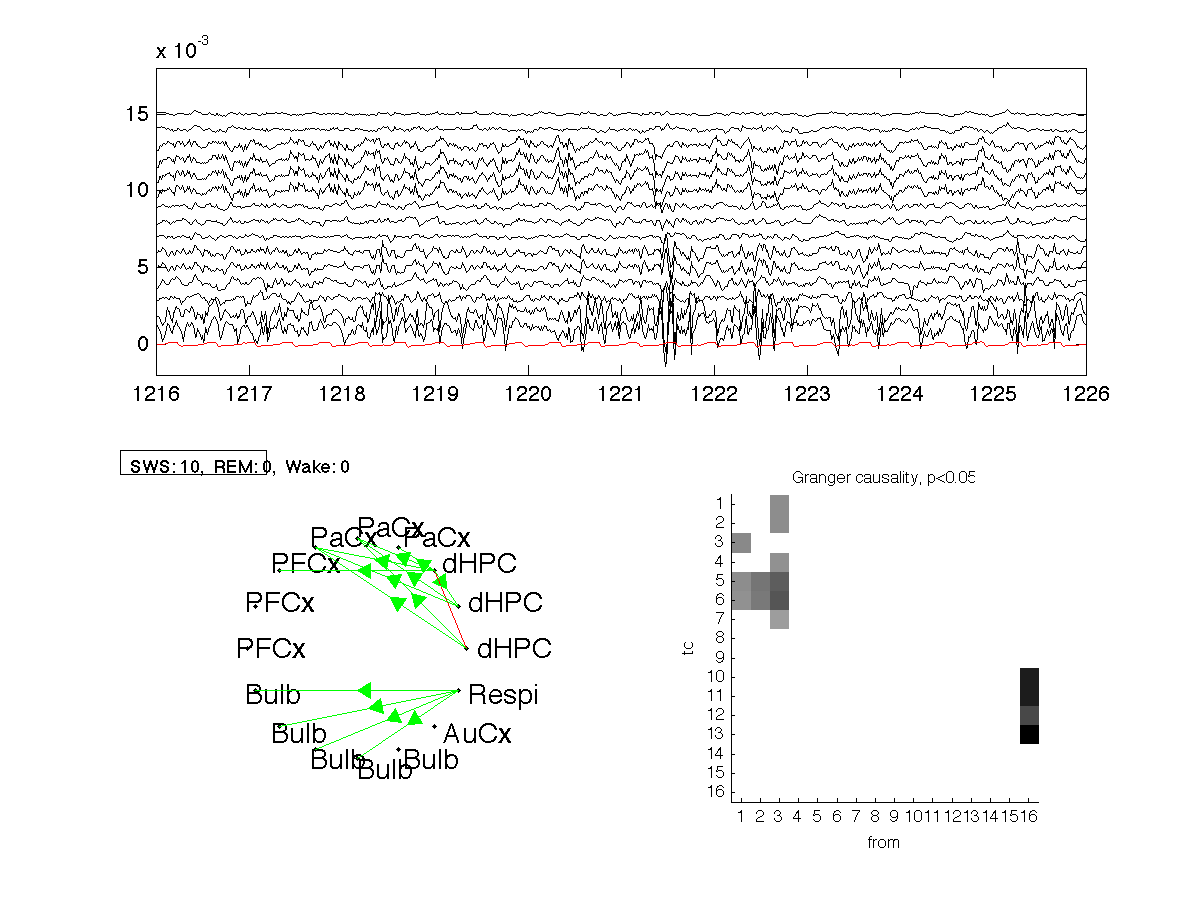 x 10-3
15
10
5
0
1216 1217 1218 1219 1220 1221 1222 1223 1224 1225 1226
SWS:10, REM:0, Wake:0
Granger causality, p<0.05
PaCx
PaCx PaCx
PFCx dHPC
PFCx dHPC
PFCx dHPC
Bulb Respi
Bulb AuCx
Bulb Bulb
Bulb
1
2
3
4
5
6
7
8
9
10
11
12
13
14
15
16
to
1 2 3 4 5 6 7 8 9 10 11 12 13 14 15 16
from